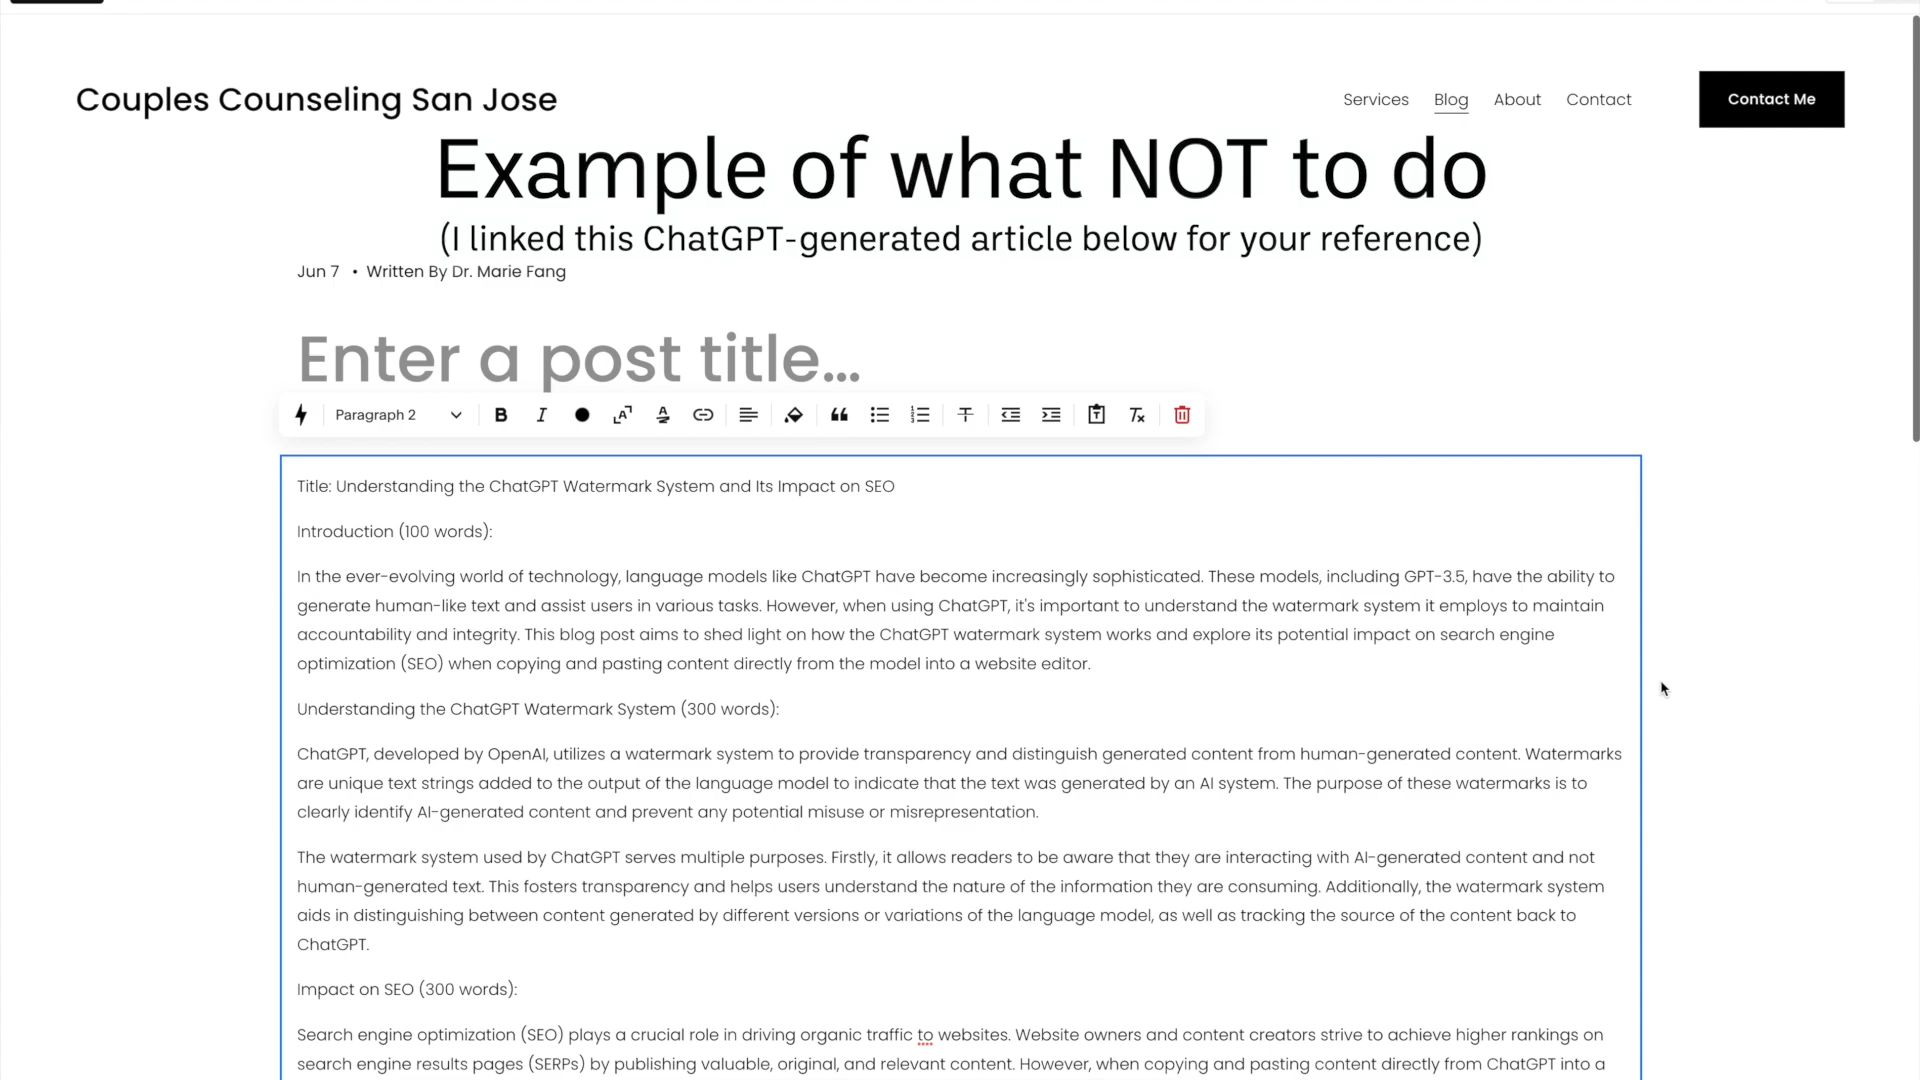 Couples Counseling San Jose
Services Blog About Contact Contact Me
Example of what NOT to do
(I linked this ChatGPT-generated article below for your reference)
Jun 7 • Written By Dr. Marie Fang
Enter a post title...
Paragraph 2
Title: Understanding the ChatGPT Watermark System and Its Impact on SEO
Introduction (100 words):
In the ever-evolving world of technology, language models like ChatGPT have become increasingly sophisticated. These models, including GPT-3.5, have the ability to
generate human-like text and assist users in various tasks. However, when using ChatGPT, it's important to understand the watermark system it employs to maintain
accountability and integrity. This blog post aims to shed light on how the ChatGPT watermark system works and explore its potential impact on search engine
optimization (SEO) when copying and pasting content directly from the model into a website editor.
Understanding the ChatGPT Watermark System (300 words):
ChatGPT, developed by OpenAI, utilizes a watermark system to provide transparency and distinguish generated content from human-generated content. Watermarks
are unique text strings added to the output of the language model to indicate that the text was generated by an AI system. The purpose of these watermarks is to
clearly identify AI-generated content and prevent any potential misuse or misrepresentation.
The watermark system used by ChatGPT serves multiple purposes. Firstly, it allows readers to be aware that they are interacting with AI-generated content and not
human-generated text. This fosters transparency and helps users understand the nature of the information they are consuming. Additionally, the watermark system
aids in distinguishing between content generated by different versions or variations of the language model, as well as tracking the source of the content back to
ChatGPT.
Impact on SEO (300 words):
Search engine optimization (SEO) plays a crucial role in driving organic traffic to websites. Website owners and content creators strive to achieve higher rankings on
search engine results pages (SERPs) by publishing valuable, original, and relevant content. However, when copying and pasting content directly from ChatGPT into a